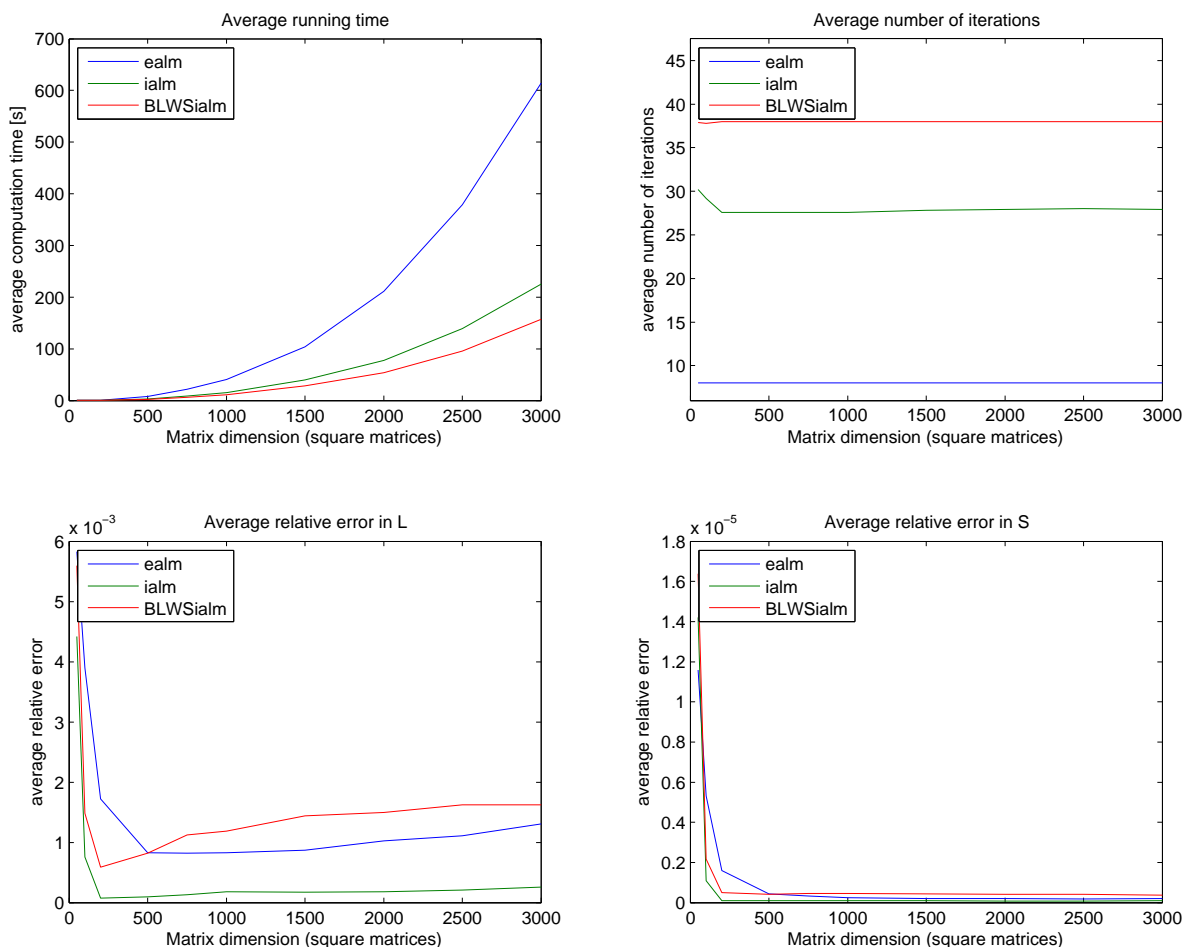 Average running time
700
600
500
400
300
200
100
0
average computation time [s]
ealm
ialm
BLWSialm
0 500 1000 1500 2000 2500 3000
Matrix dimension (square matrices)
Average number of iterations
45
40
35
30
25
20
15
10
average number of iterations
ealm
ialm
BLWSialm
0 500 1000 1500 2000 2500 3000
Matrix dimension (square matrices)
Average relative error in L
x 10⁻³
6
5
4
3
2
1
0
average relative error
ealm
ialm
BLWSialm
0 500 1000 1500 2000 2500 3000
Matrix dimension (square matrices)
Average relative error in S
x 10⁻⁵
1.8
1.6
1.4
1.2
1
0.8
0.6
0.4
0.2
0
average relative error
ealm
ialm
BLWSialm
0 500 1000 1500 2000 2500 3000
Matrix dimension (square matrices)